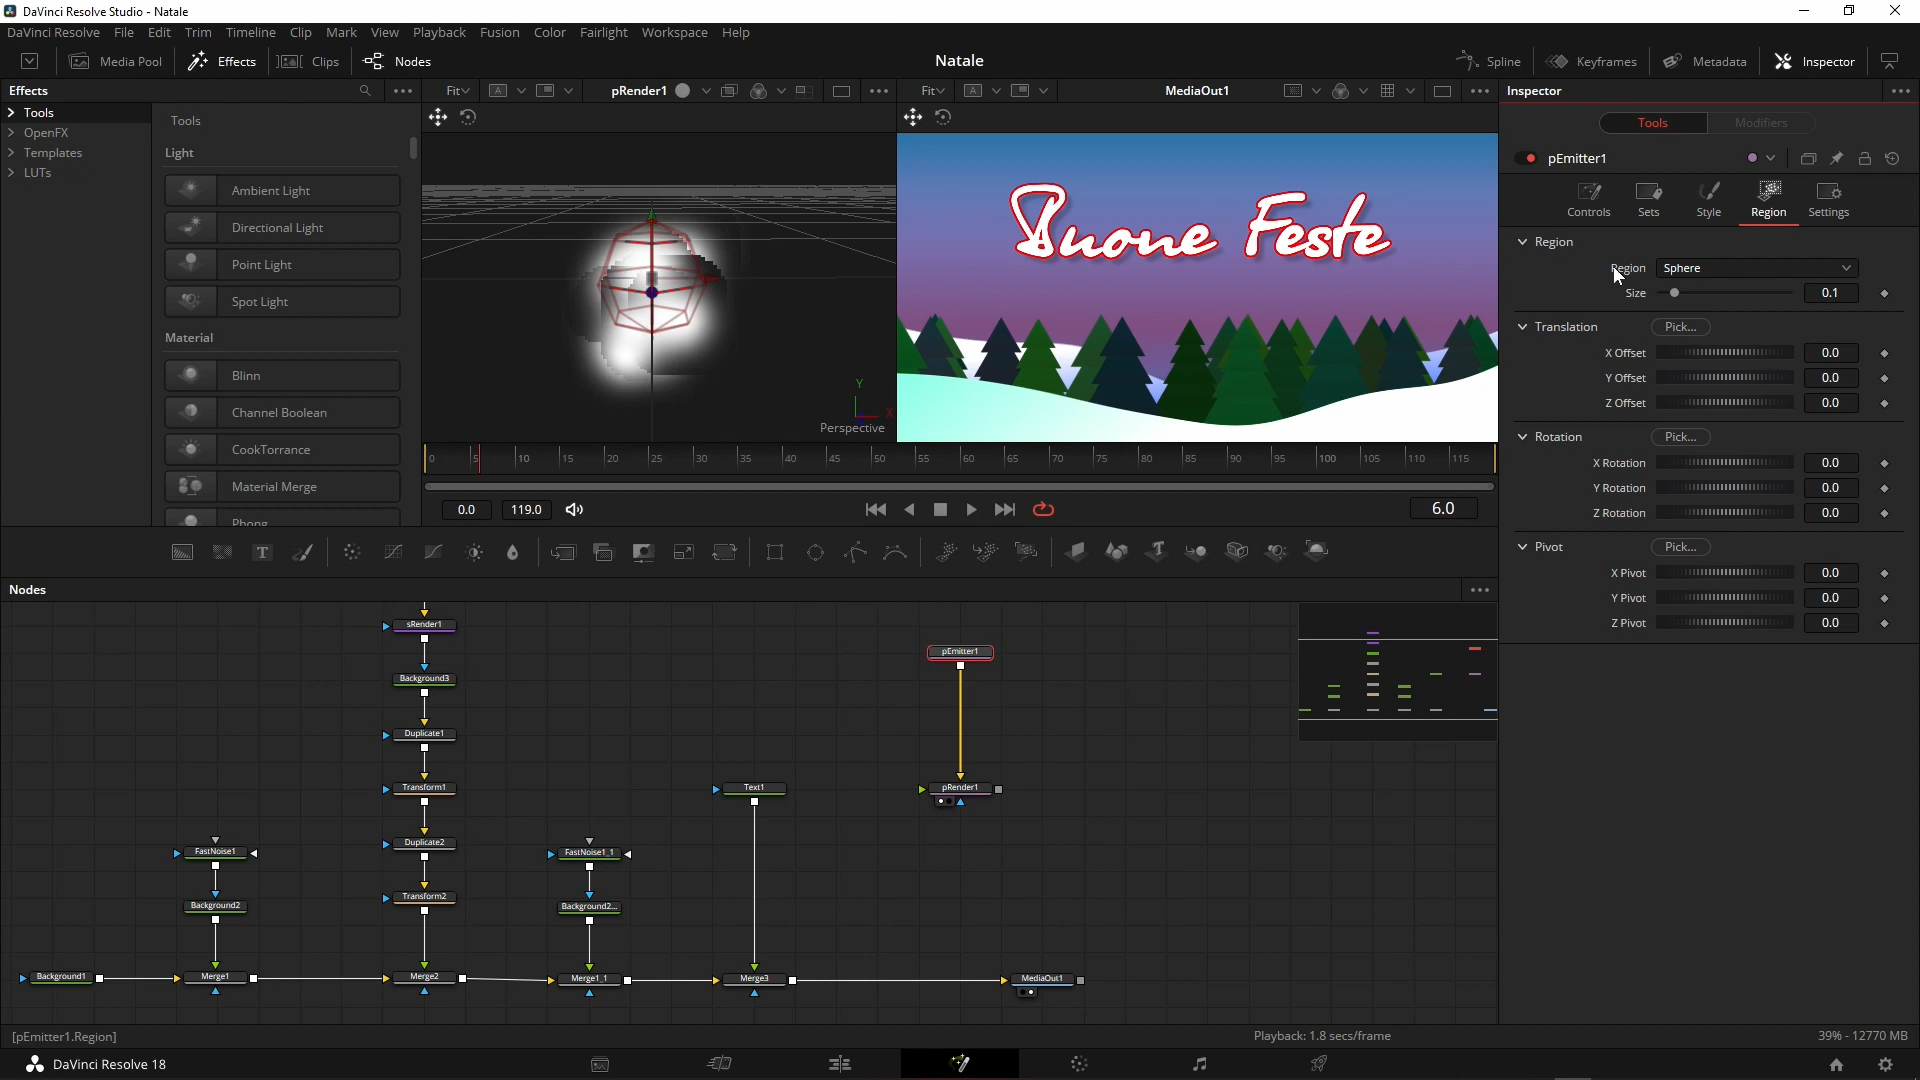 DaVinci Resolve Studio - Natale
DaVinci Resolve File Edit Trim Timeline Clip Mark View Playback Fusion Color Fairlight Workspace Help
Media Pool Effects Clips Nodes Natale Spline Keyframes Metadata Inspector
Effects
Fit pRender1
Fit MediaOut1
Inspector
Tools
OpenFX
Templates
LUTs
Tools
Light
Ambient Light
Directional Light
Point Light
Spot Light
Material
Blinn
Channel Boolean
CookTorrance
Material Merge
Phong
Y
X
Perspective
Buone Feste
0 5 10 15 20 25 30 35 40 45 50 55 60 65 70 75 80 85 90 95 100 105 110 115
0.0 119.0 6.0
Tools Modifiers
pEmitter1
Controls Sets Style Region Settings
Region
Region Sphere
Size 0.1
Translation Pick...
X Offset 0.0
Y Offset 0.0
Z Offset 0.0
Rotation Pick...
X Rotation 0.0
Y Rotation 0.0
Z Rotation 0.0
Pivot Pick...
X Pivot 0.0
Y Pivot 0.0
Z Pivot 0.0
Nodes
sRender1
pEmitter1
Background3
Duplicate1
Transform1 Text1 pRender1
Duplicate2
FastNoise1 FastNoise1_1
Transform2
Background2 Background2...
Background1 Merge1 Merge2 Merge1_1 Merge3 MediaOut1
[pEmitter1.Region]
Playback: 1.8 secs/frame
39% - 12770 MB
DaVinci Resolve 18